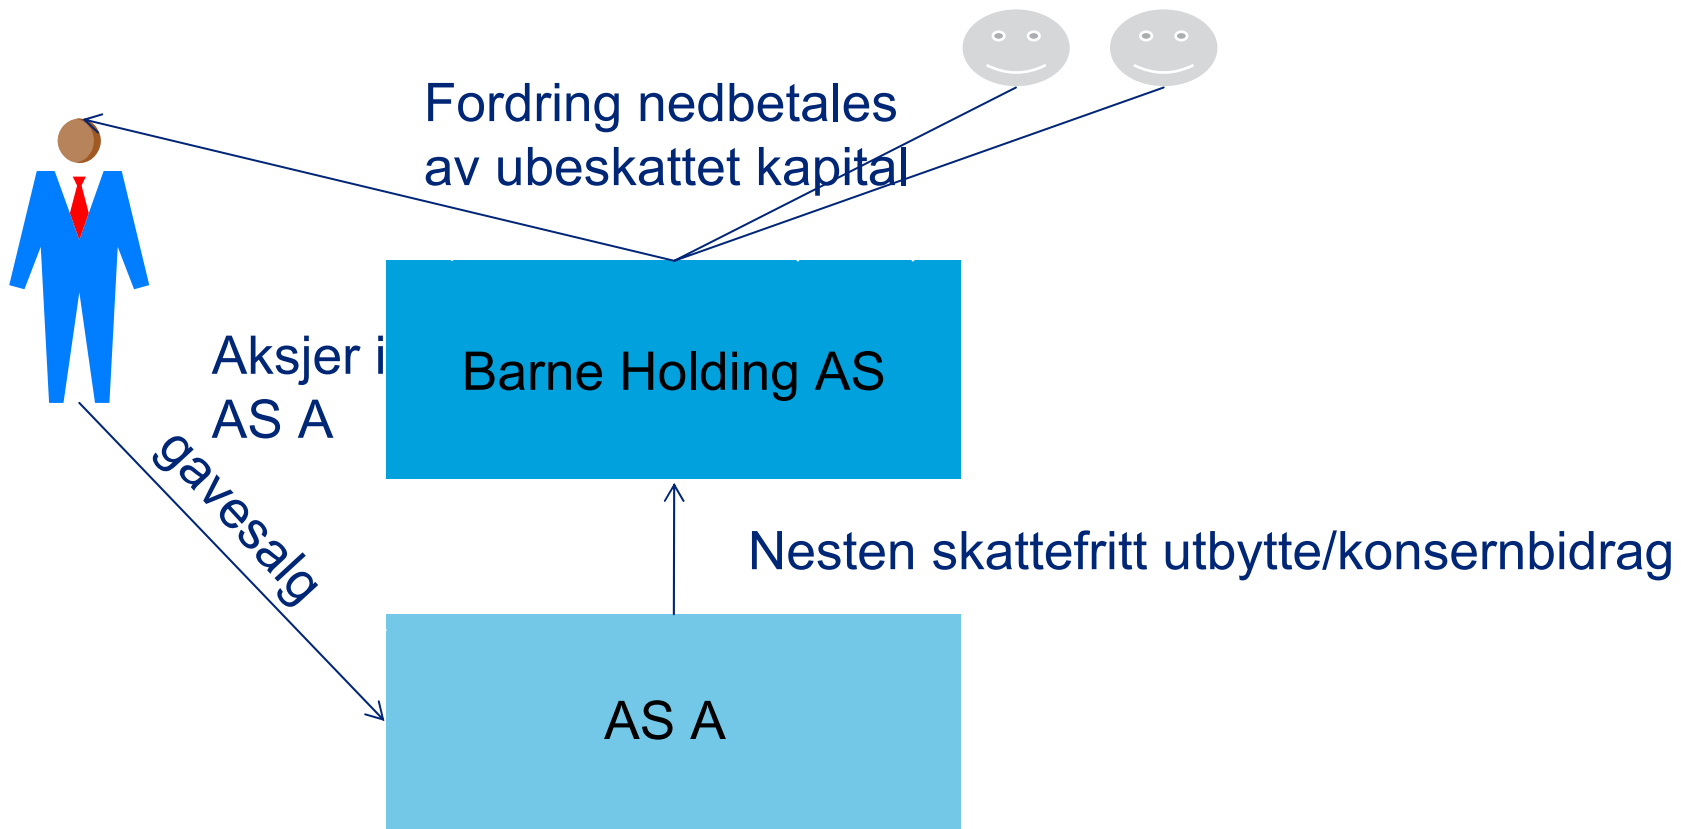 Fordring nedbetales
av ubeskattet kapital
Aksjer i
AS A
gavesalg
Barne Holding AS
Nesten skattefritt utbytte/konsernbidrag
AS A